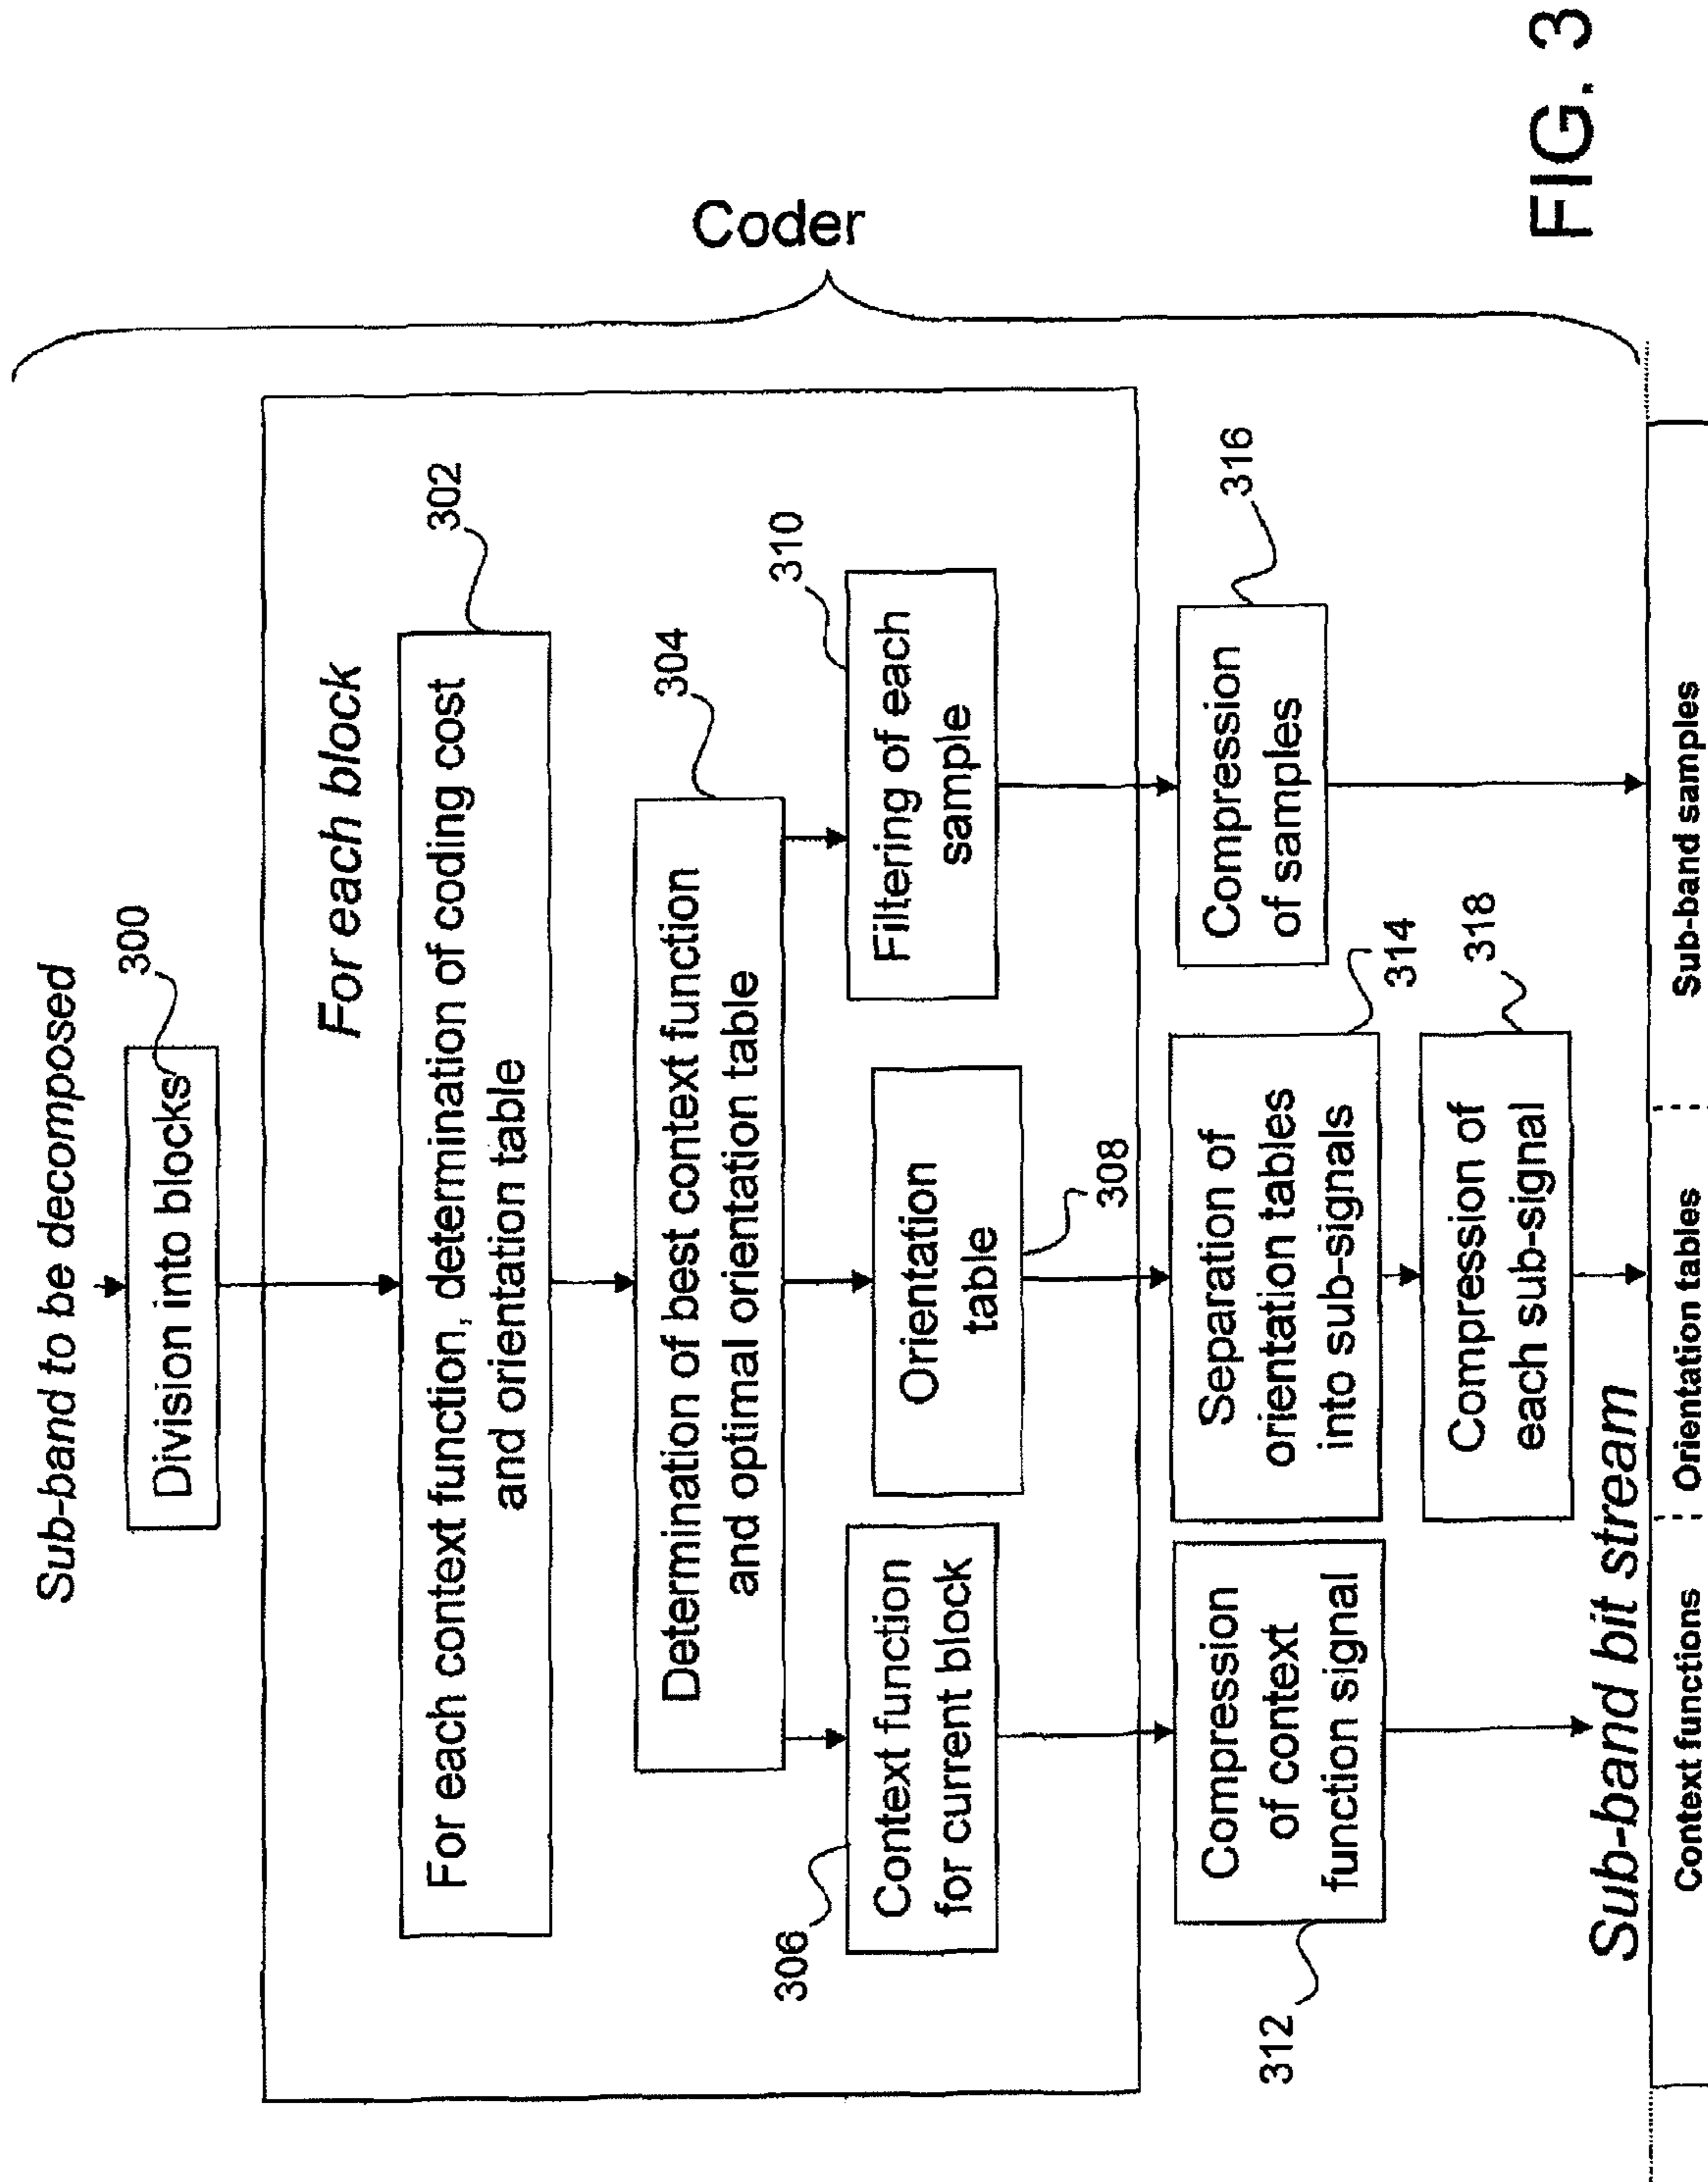 Sub-band to be decomposed
Division into blocks
300
For each block
For each context function, determination of coding cost
and orientation table
302
Determination of best context function
and optimal orientation table
304
306
Context function
for current block
Orientation
table
308
Filtering of each
sample
310
312
Compression
of context
function signal
Separation of
orientation tables
into sub-signals
314
Compression
of samples
316
Compression of
each sub-signal
318
Sub-band bit stream
Context functions
Orientation tables
Sub-band samples
Coder
FIG. 3